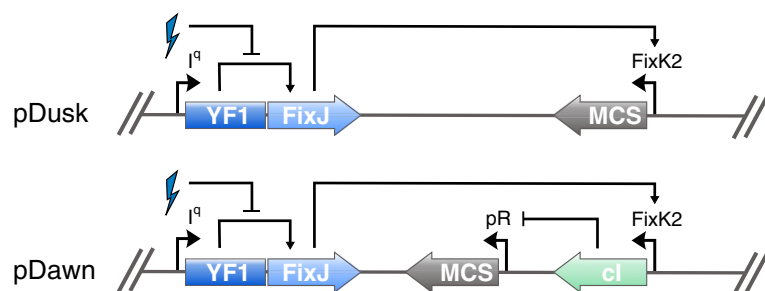 I^q FixK2
pDusk YF1 FixJ MCS
I^q pR FixK2
pDawn YF1 FixJ MCS cI